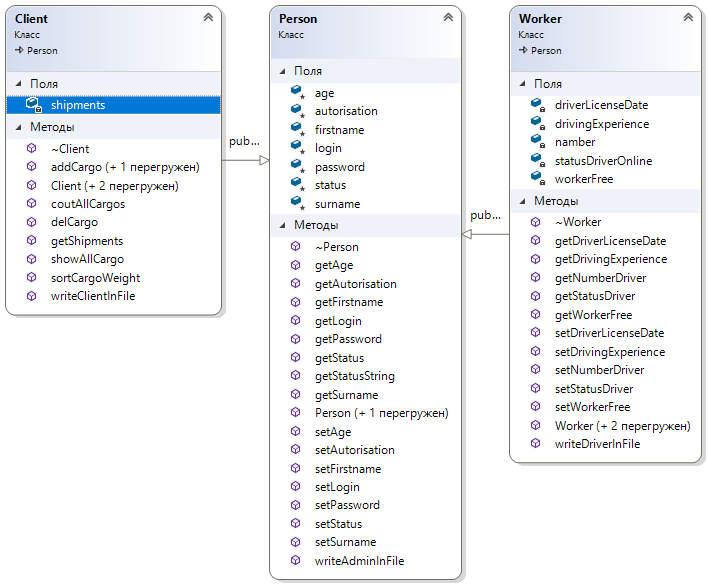 Client
Класс
Person
Поля
shipments
Методы
~Client
addCargo (+ 1 перегружен)
Client (+ 2 перегружен)
coutAllCargos
delCargo
getShipments
showAllCargo
sortCargoWeight
writeClientInFile
pub...
Person
Класс
Поля
age
autorisation
firstname
login
password
status
surname
Методы
~Person
getAge
getAutorisation
getFirstname
getLogin
getPassword
getStatus
getStatusString
getSurname
Person (+ 1 перегружен)
setAge
setAutorisation
setFirstname
setLogin
setPassword
setStatus
setSurname
writeAdminInFile
pub...
Worker
Класс
Person
Поля
driverLicenseDate
drivingExperience
namber
statusDriverOnline
workerFree
Методы
~Worker
getDriverLicenseDate
getDrivingExperience
getNumberDriver
getStatusDriver
getWorkerFree
setDriverLicenseDate
setDrivingExperience
setNumberDriver
setStatusDriver
setWorkerFree
Worker (+ 2 перегружен)
writeDriverInFile